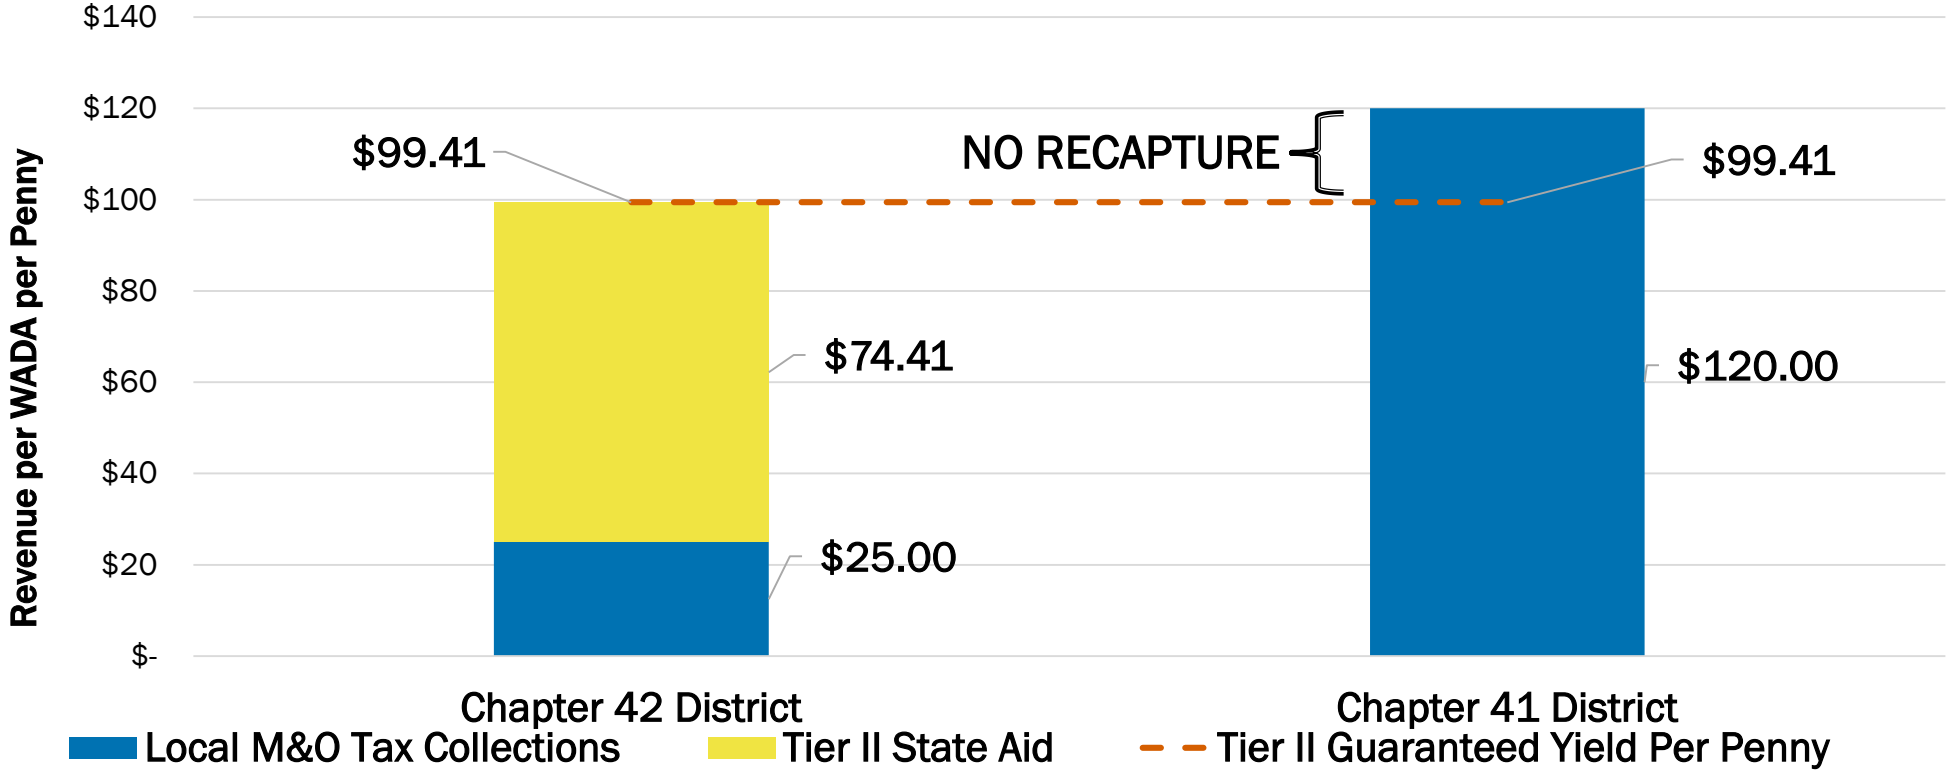 $140
$120
$100
$80
$60
$40
$20
$-
Revenue per WADA per Penny
$99.41
$74.41
$25.00
NO RECAPTURE
$99.41
$120.00
Chapter 42 District
Chapter 41 District
Local M&O Tax Collections
Tier II State Aid
Tier II Guaranteed Yield Per Penny